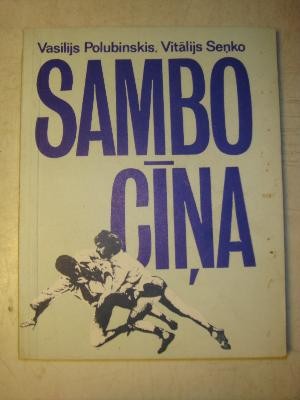 Vasilijs Polubinskis, Vitālijs Seņko
SAMBO
CĪŅA